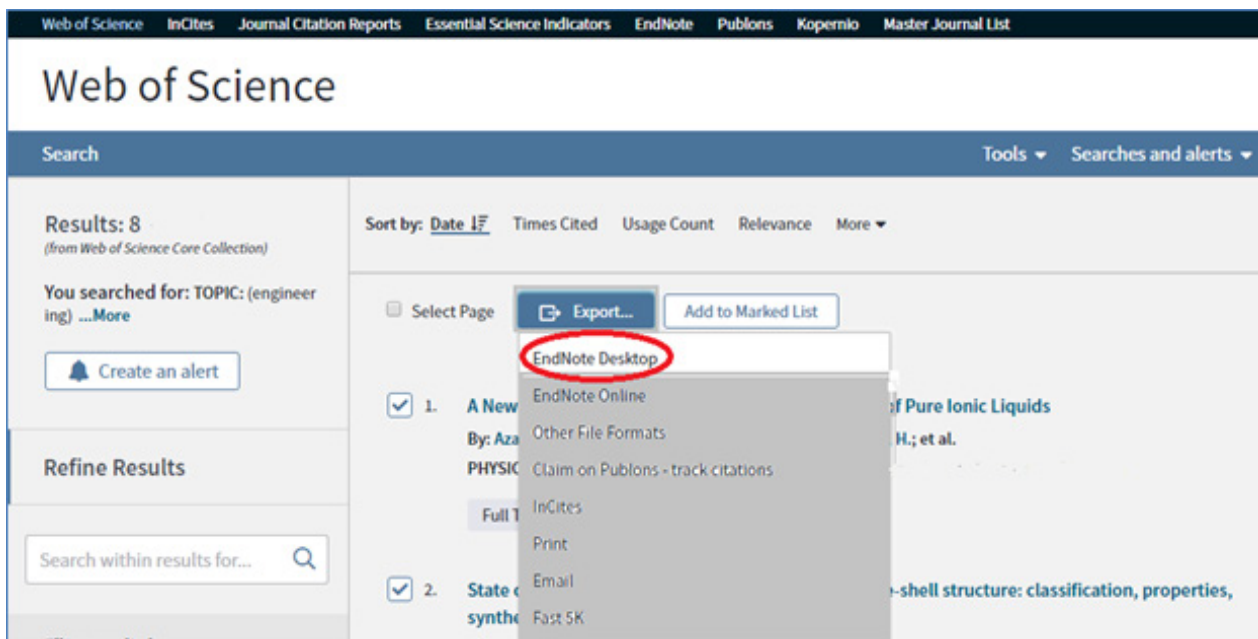 Web of Science InCites Journal Citation Reports Essential Science Indicators EndNote Publons Kopernio Master Journal List
Web of Science
Search Tools Searches and alerts
Results: 8
(from Web of Science Core Collection)
You searched for: TOPIC: (engineer
ing) ...More
Create an alert
Refine Results
Search within results for...
Sort by: Date Times Cited Usage Count Relevance More
Select Page Export... Add to Marked List
EndNote Desktop
EndNote Online
Other File Formats
Claim on Publons - track citations
InCites
Print
Email
Fast 5K
1. A New of Pure Ionic Liquids
By: Aza H.; et al.
PHYSIC
Full T
2. State -shell structure: classification, properties,
synthe